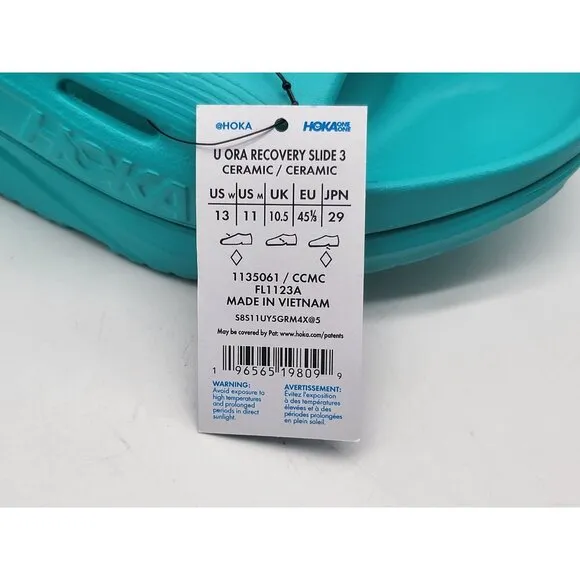 HOKA
@HOKA HOKA ONE ONE
U ORA RECOVERY SLIDE 3
CERAMIC / CERAMIC
US W US M UK EU JPN
13 11 10.5 45⅓ 29
1135061 / CCMC
FL1123A
MADE IN VIETNAM
S8S11UY5GRM4X@5
May be covered by Pat: www.hoka.com/patents
1 96565 19809 9
WARNING:
Avoid exposure to
high temperatures
and prolonged
periods in direct
sunlight.
AVERTISSEMENT:
Evitez l'exposition
à des températures
élevées et à des
périodes prolongées
en plein soleil.